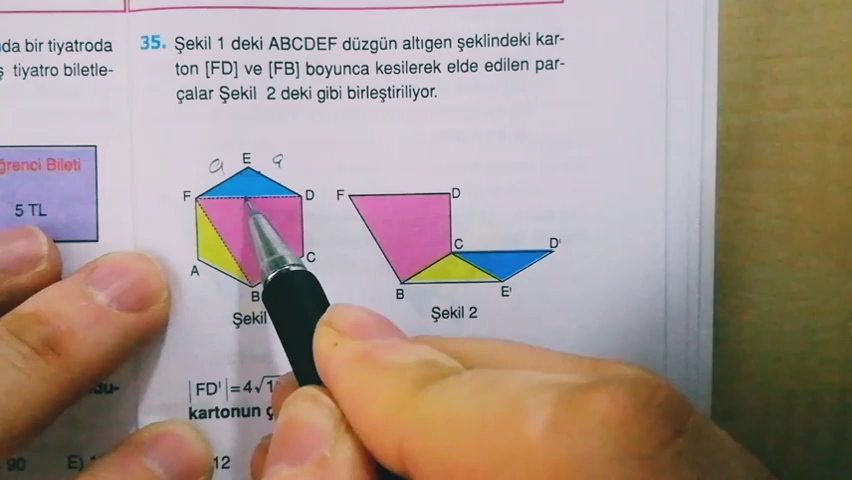 da bir tiyatroda
ş tiyatro biletle-
ğrenci Bileti
5 TL
90 E)
35. Şekil 1 deki ABCDEF düzgün altıgen şeklindeki kar-
ton [FD] ve [FB] boyunca kesilerek elde edilen par-
çalar Şekil 2 deki gibi birleştiriliyor.
a E a
F D
A C
B
Şekil
F D
C D'
B E'
Şekil 2
|FD'|=4√1
kartonun ç
12